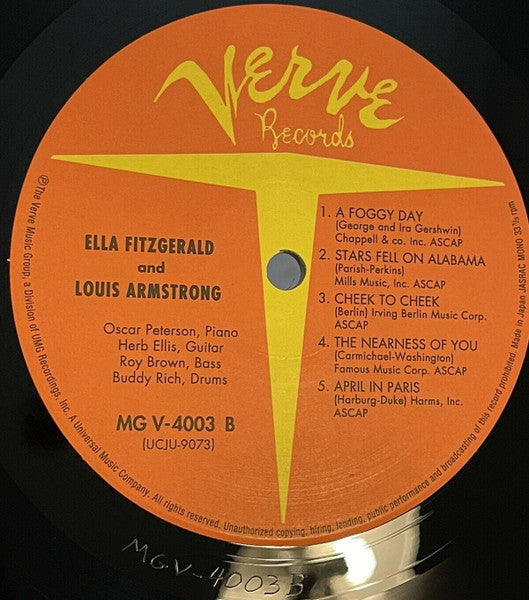 Verve
Records
ELLA FITZGERALD
and
LOUIS ARMSTRONG
Oscar Peterson, Piano
Herb Ellis, Guitar
Roy Brown, Bass
Buddy Rich, Drums
MG V-4003 B
(UCJU-9073)
1. A FOGGY DAY
(George and Ira Gershwin)
Chappell & co. Inc. ASCAP
2. STARS FELL ON ALABAMA
(Parish-Perkins)
Mills Music, Inc. ASCAP
3. CHEEK TO CHEEK
(Berlin) Irving Berlin Music Corp.
ASCAP
4. THE NEARNESS OF YOU
(Carmichael-Washington)
Famous Music Corp. ASCAP
5. APRIL IN PARIS
(Harburg-Duke) Harms, Inc.
ASCAP
℗The Verve Music Group, a Division of UMG Recordings, Inc. A Universal Music Company. All rights reserved. Unauthorized copying, hiring, lending, public performance and broadcasting of this record prohibited. Made in Japan JASRAC MONO 33 ⅓ rpm
MGV-4003B